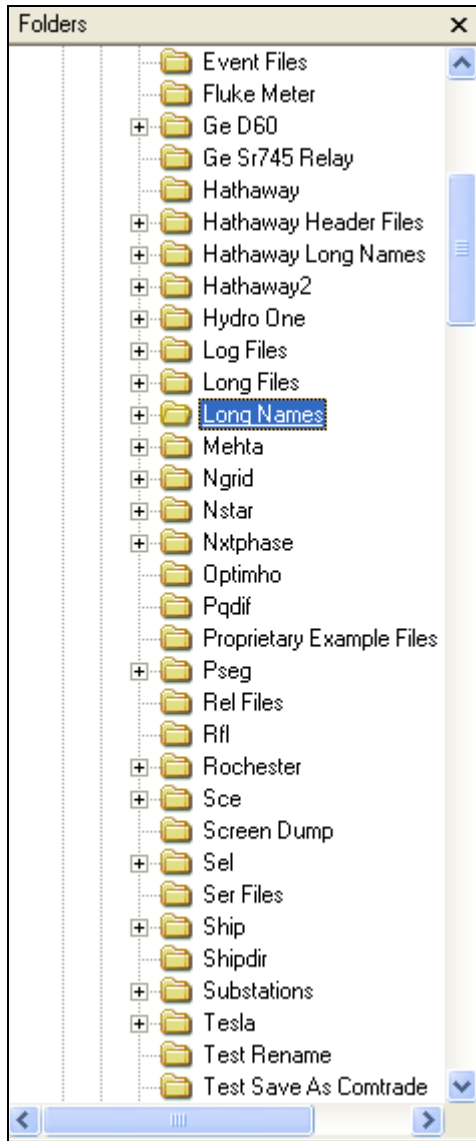 Folders
Event Files
Fluke Meter
Ge D60
Ge Sr745 Relay
Hathaway
Hathaway Header Files
Hathaway Long Names
Hathaway2
Hydro One
Log Files
Long Files
Long Names
Mehta
Ngrid
Nstar
Nxtphase
Optimho
Pqdif
Proprietary Example Files
Pseg
Rel Files
Rfl
Rochester
Sce
Screen Dump
Sel
Ser Files
Ship
Shipdir
Substations
Tesla
Test Rename
Test Save As Comtrade